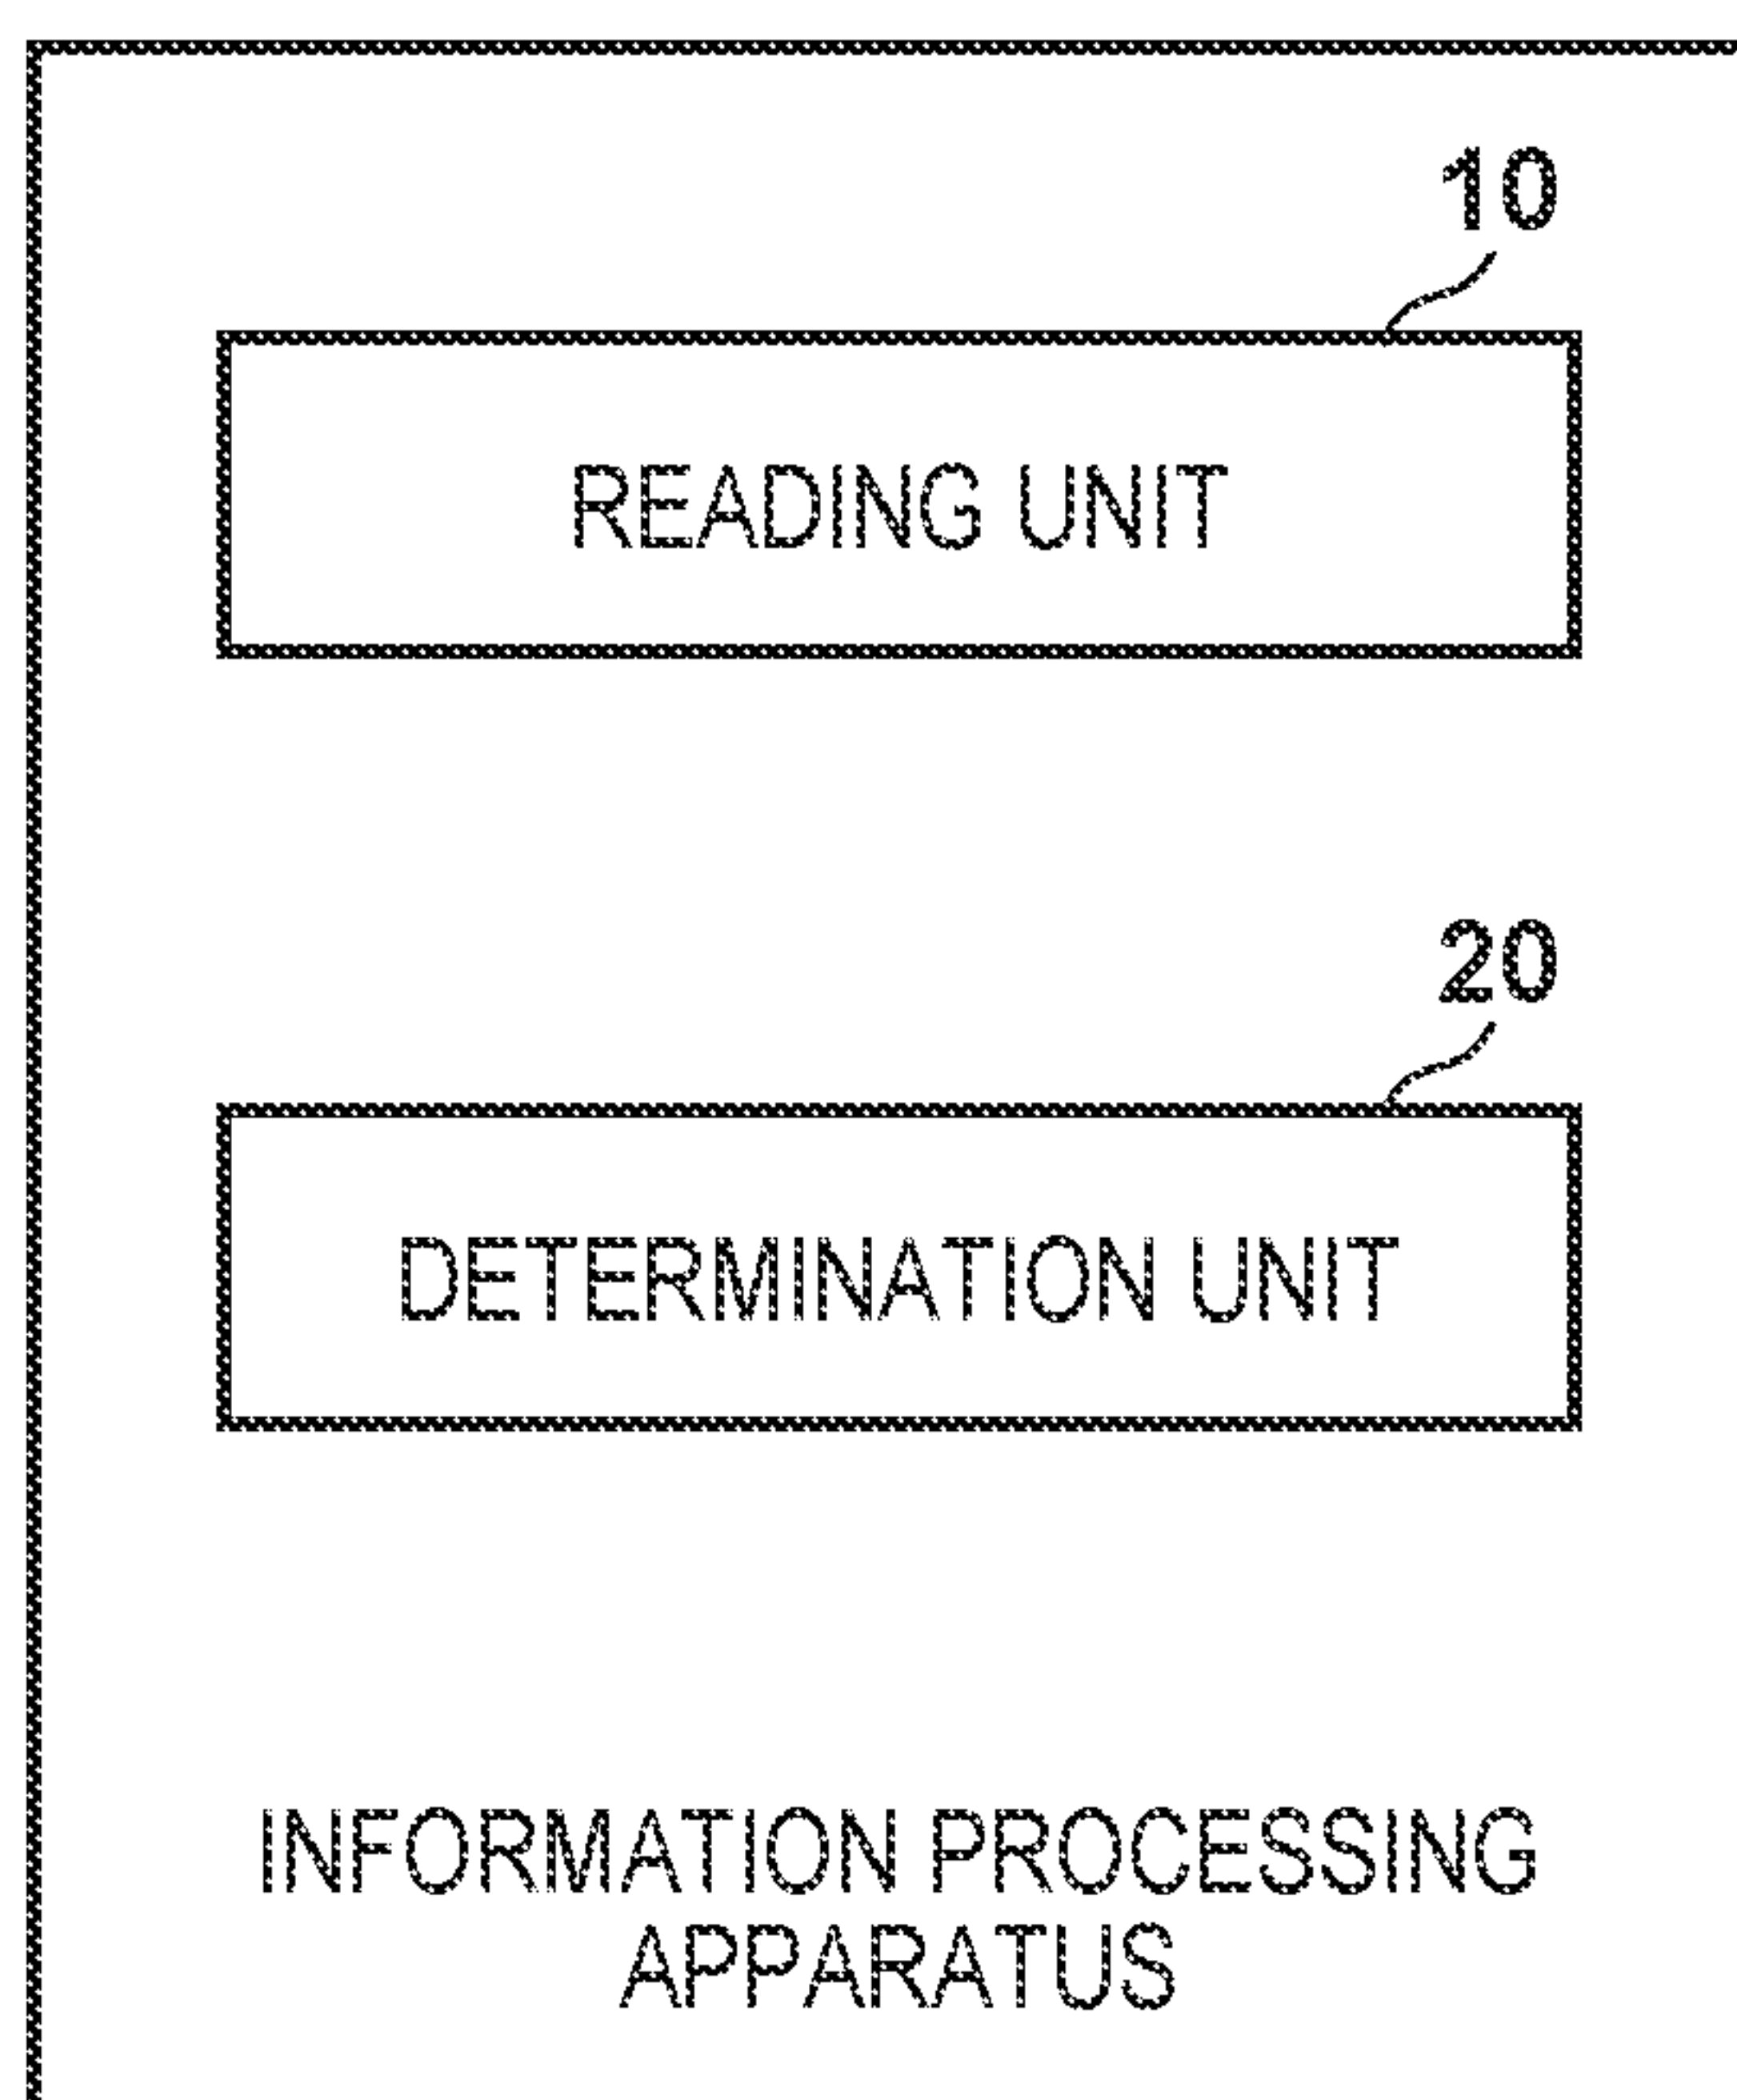 10
READING UNIT
20
DETERMINATION UNIT
INFORMATION PROCESSING
APPARATUS